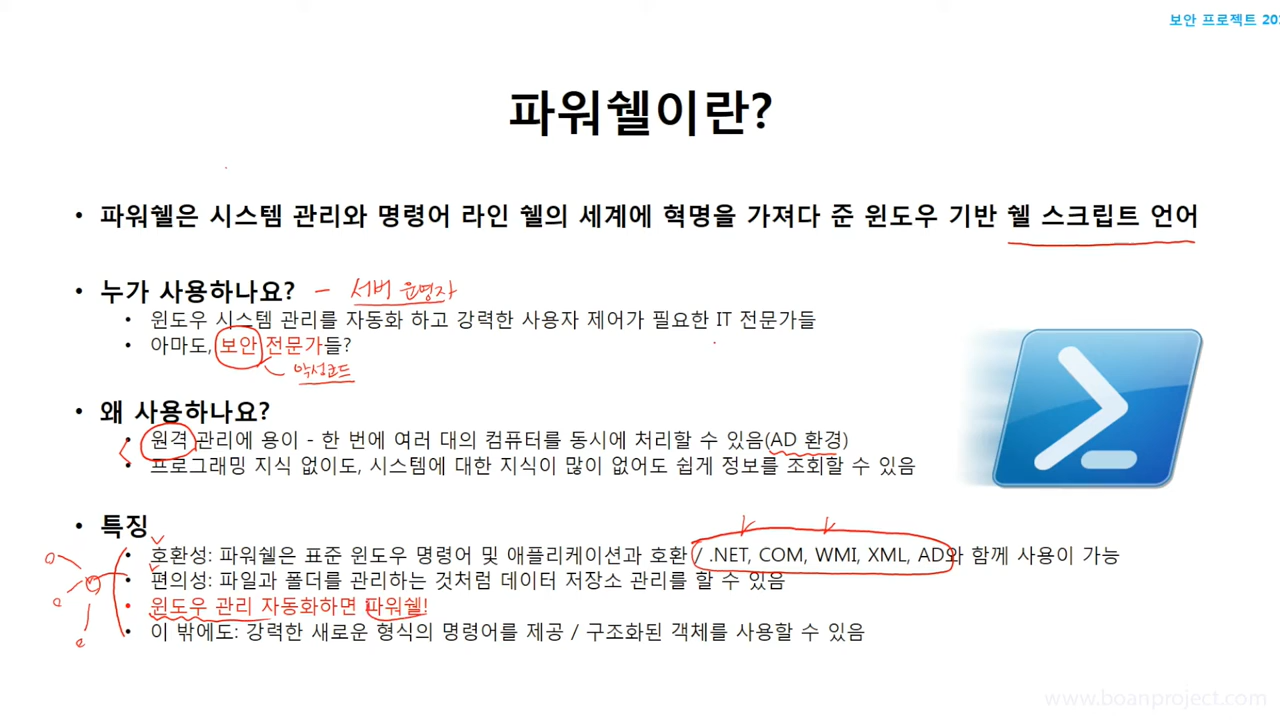 보안 프로젝트 20
파워쉘이란?
• 파워쉘은 시스템 관리와 명령어 라인 쉘의 세계에 혁명을 가져다 준 윈도우 기반 쉘 스크립트 언어
• 누가 사용하나요? - 서버 운영자
• 윈도우 시스템 관리를 자동화 하고 강력한 사용자 제어가 필요한 IT 전문가들
• 아마도, 보안 전문가들?
악성코드
• 왜 사용하나요?
• 원격 관리에 용이 - 한 번에 여러 대의 컴퓨터를 동시에 처리할 수 있음(AD 환경)
• 프로그래밍 지식 없이도, 시스템에 대한 지식이 많이 없어도 쉽게 정보를 조회할 수 있음
• 특징
• 호환성: 파워쉘은 표준 윈도우 명령어 및 애플리케이션과 호환 / .NET, COM, WMI, XML, AD와 함께 사용이 가능
• 편의성: 파일과 폴더를 관리하는 것처럼 데이터 저장소 관리를 할 수 있음
• 윈도우 관리 자동화하면 파워쉘!
• 이 밖에도: 강력한 새로운 형식의 명령어를 제공 / 구조화된 객체를 사용할 수 있음
www.boanproject.com